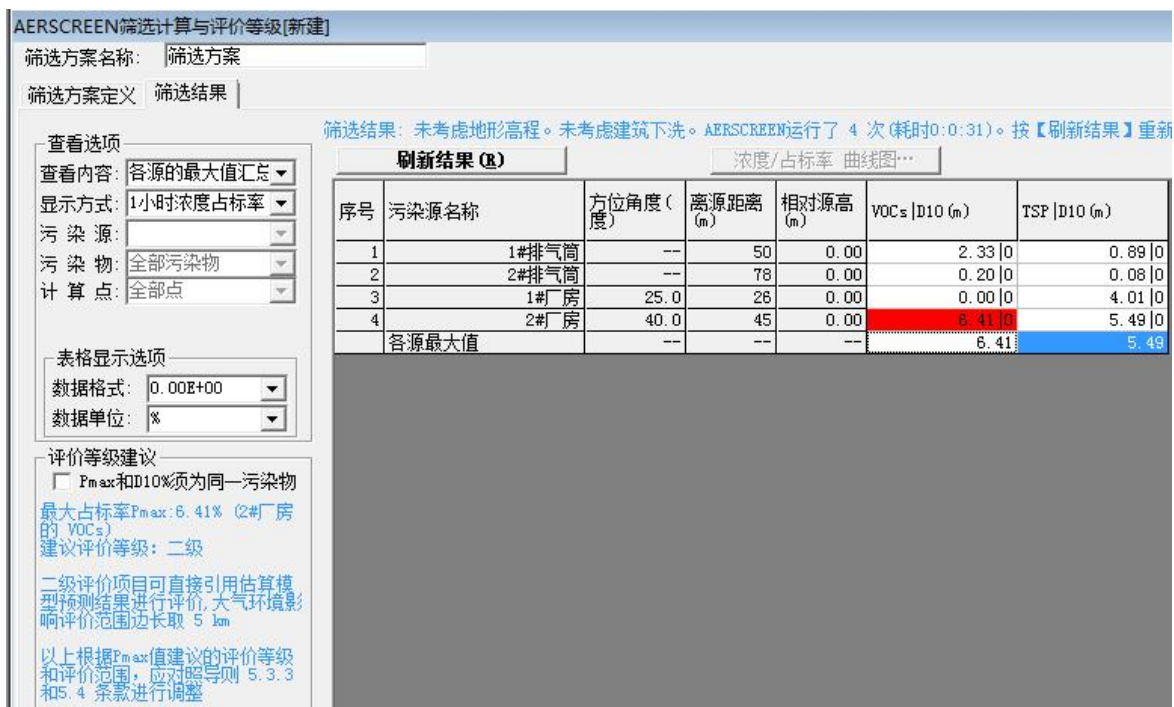 AERSCREEN筛选计算与评价等级[新建]
筛选方案名称: 筛选方案
筛选方案定义 筛选结果
查看选项
查看内容: 各源的最大值汇总
显示方式: 1小时浓度占标率
污 染 源:
污 染 物: 全部污染物
计 算 点: 全部点
表格显示选项
数据格式: 0.00E+00
数据单位: %
评价等级建议
Pmax和D10%须为同一污染物
最大占标率Pmax:6.41% (2#厂房
的 VOCs)
建议评价等级: 二级
二级评价项目可直接引用估算模
型预测结果进行评价,大气环境影
响评价范围边长取 5 km
以上根据Pmax值建议的评价等级
和评价范围,应对照导则 5.3.3
和5.4 条款进行调整
筛选结果: 未考虑地形高程。未考虑建筑下洗。AERSCREEN运行了 4 次(耗时0:0:31)。按【刷新结果】重新
刷新结果(R) 浓度/占标率 曲线图…
序号 污染源名称 方位角度(度) 离源距离(m) 相对源高(m) VOCs|D10(m) TSP|D10(m)
1 1#排气筒 -- 50 0.00 2.33|0 0.89|0
2 2#排气筒 -- 78 0.00 0.20|0 0.08|0
3 1#厂房 25.0 26 0.00 0.00|0 4.01|0
4 2#厂房 40.0 45 0.00 6.41|0 5.49|0
各源最大值 -- -- -- 6.41 5.49